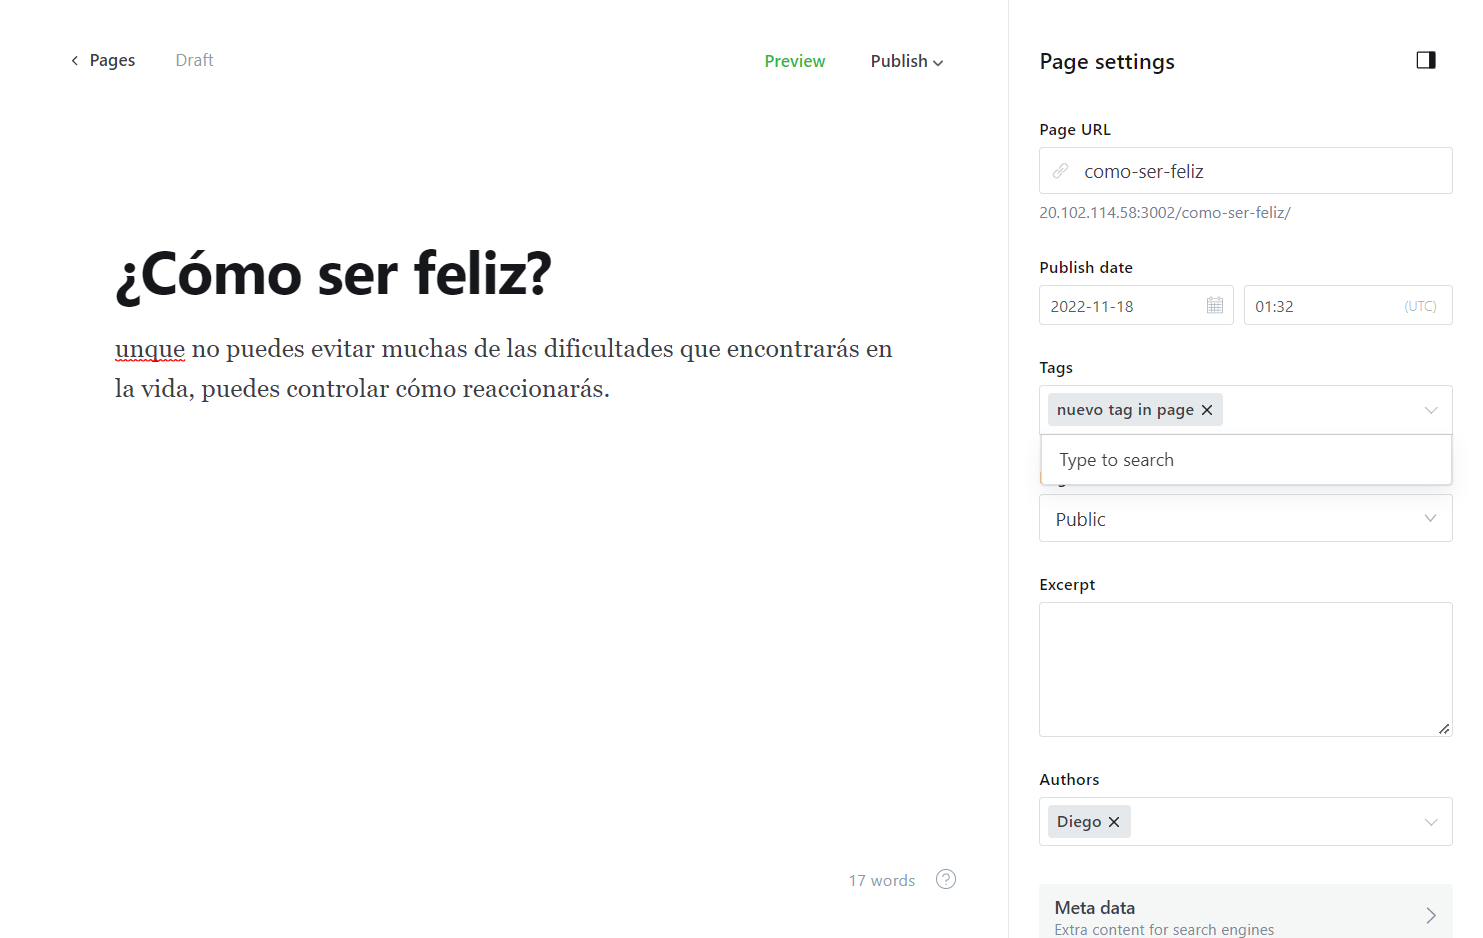 Pages
Draft
Preview
Publish
¿Cómo ser feliz?
unque no puedes evitar muchas de las dificultades que encontrarás en
la vida, puedes controlar cómo reaccionarás.
17 words
Page settings
Page URL
como-ser-feliz
20.102.114.58:3002/como-ser-feliz/
Publish date
2022-11-18
01:32
(UTC)
Tags
nuevo tag in page
Type to search
Public
Excerpt
Authors
Diego
Meta data
Extra content for search engines